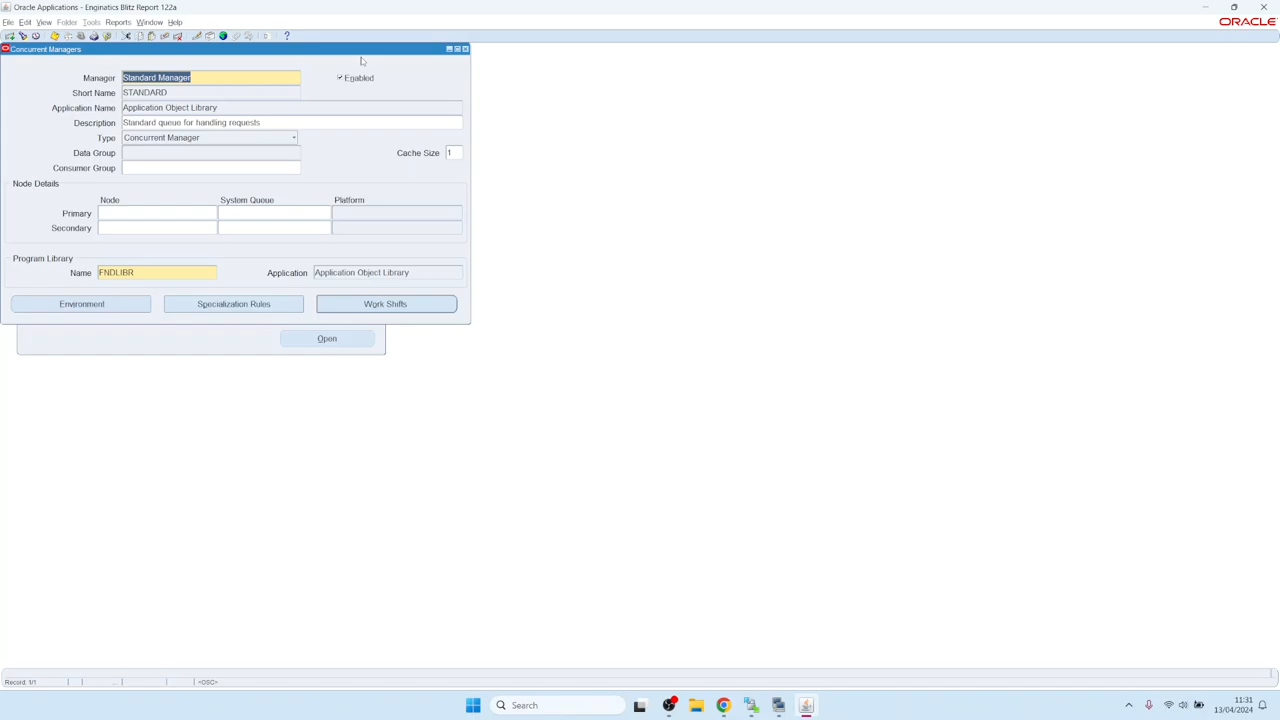 Oracle Applications - Enginatics Blitz Report 122a
File Edit View Folder Tools Reports Window Help
ORACLE
Concurrent Managers
Manager Standard Manager Enabled
Short Name STANDARD
Application Name Application Object Library
Description Standard queue for handling requests
Type Concurrent Manager
Data Group Cache Size 1
Consumer Group
Node Details
Node System Queue Platform
Primary
Secondary
Program Library
Name FNDLIBR Application Application Object Library
Environment Specialization Rules Work Shifts
Open
Record: 1/1 ... <OSC>
Search
11:31
13/04/2024